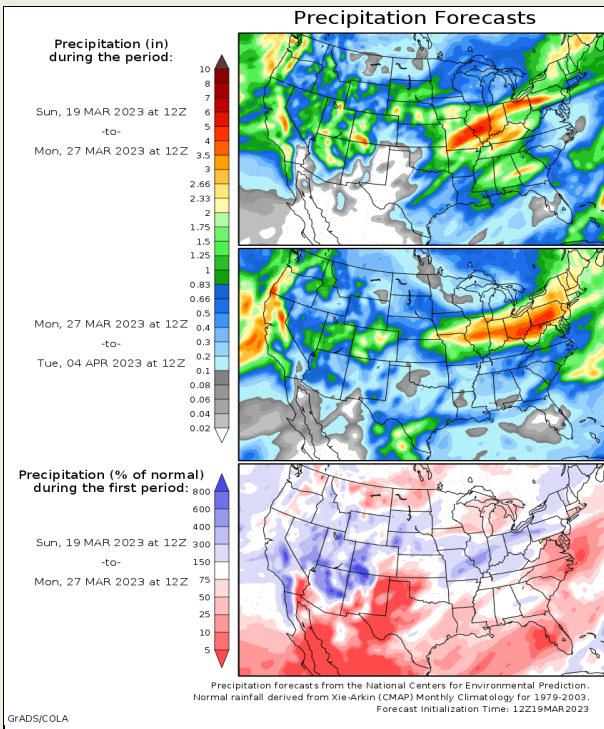 Precipitation Forecasts
Precipitation (in)
during the period:
Sun, 19 MAR 2023 at 12Z
-to-
Mon, 27 MAR 2023 at 12Z
10
8
7
6
5
4
3.5
3
2.66
2.33
2
1.75
1.5
1.25
1
0.83
0.66
0.5
0.4
0.3
0.2
0.1
0.08
0.06
0.04
0.02
Mon, 27 MAR 2023 at 12Z
-to-
Tue, 04 APR 2023 at 12Z
Precipitation (% of normal)
during the first period:
Sun, 19 MAR 2023 at 12Z
-to-
Mon, 27 MAR 2023 at 12Z
800
600
400
300
150
75
50
25
10
5
Precipitation forecasts from the National Centers for Environmental Prediction.
Normal rainfall derived from Xie-Arkin (CMAP) Monthly Climatology for 1979-2003.
Forecast Initialization Time: 12Z19MAR2023
GrADS/COLA